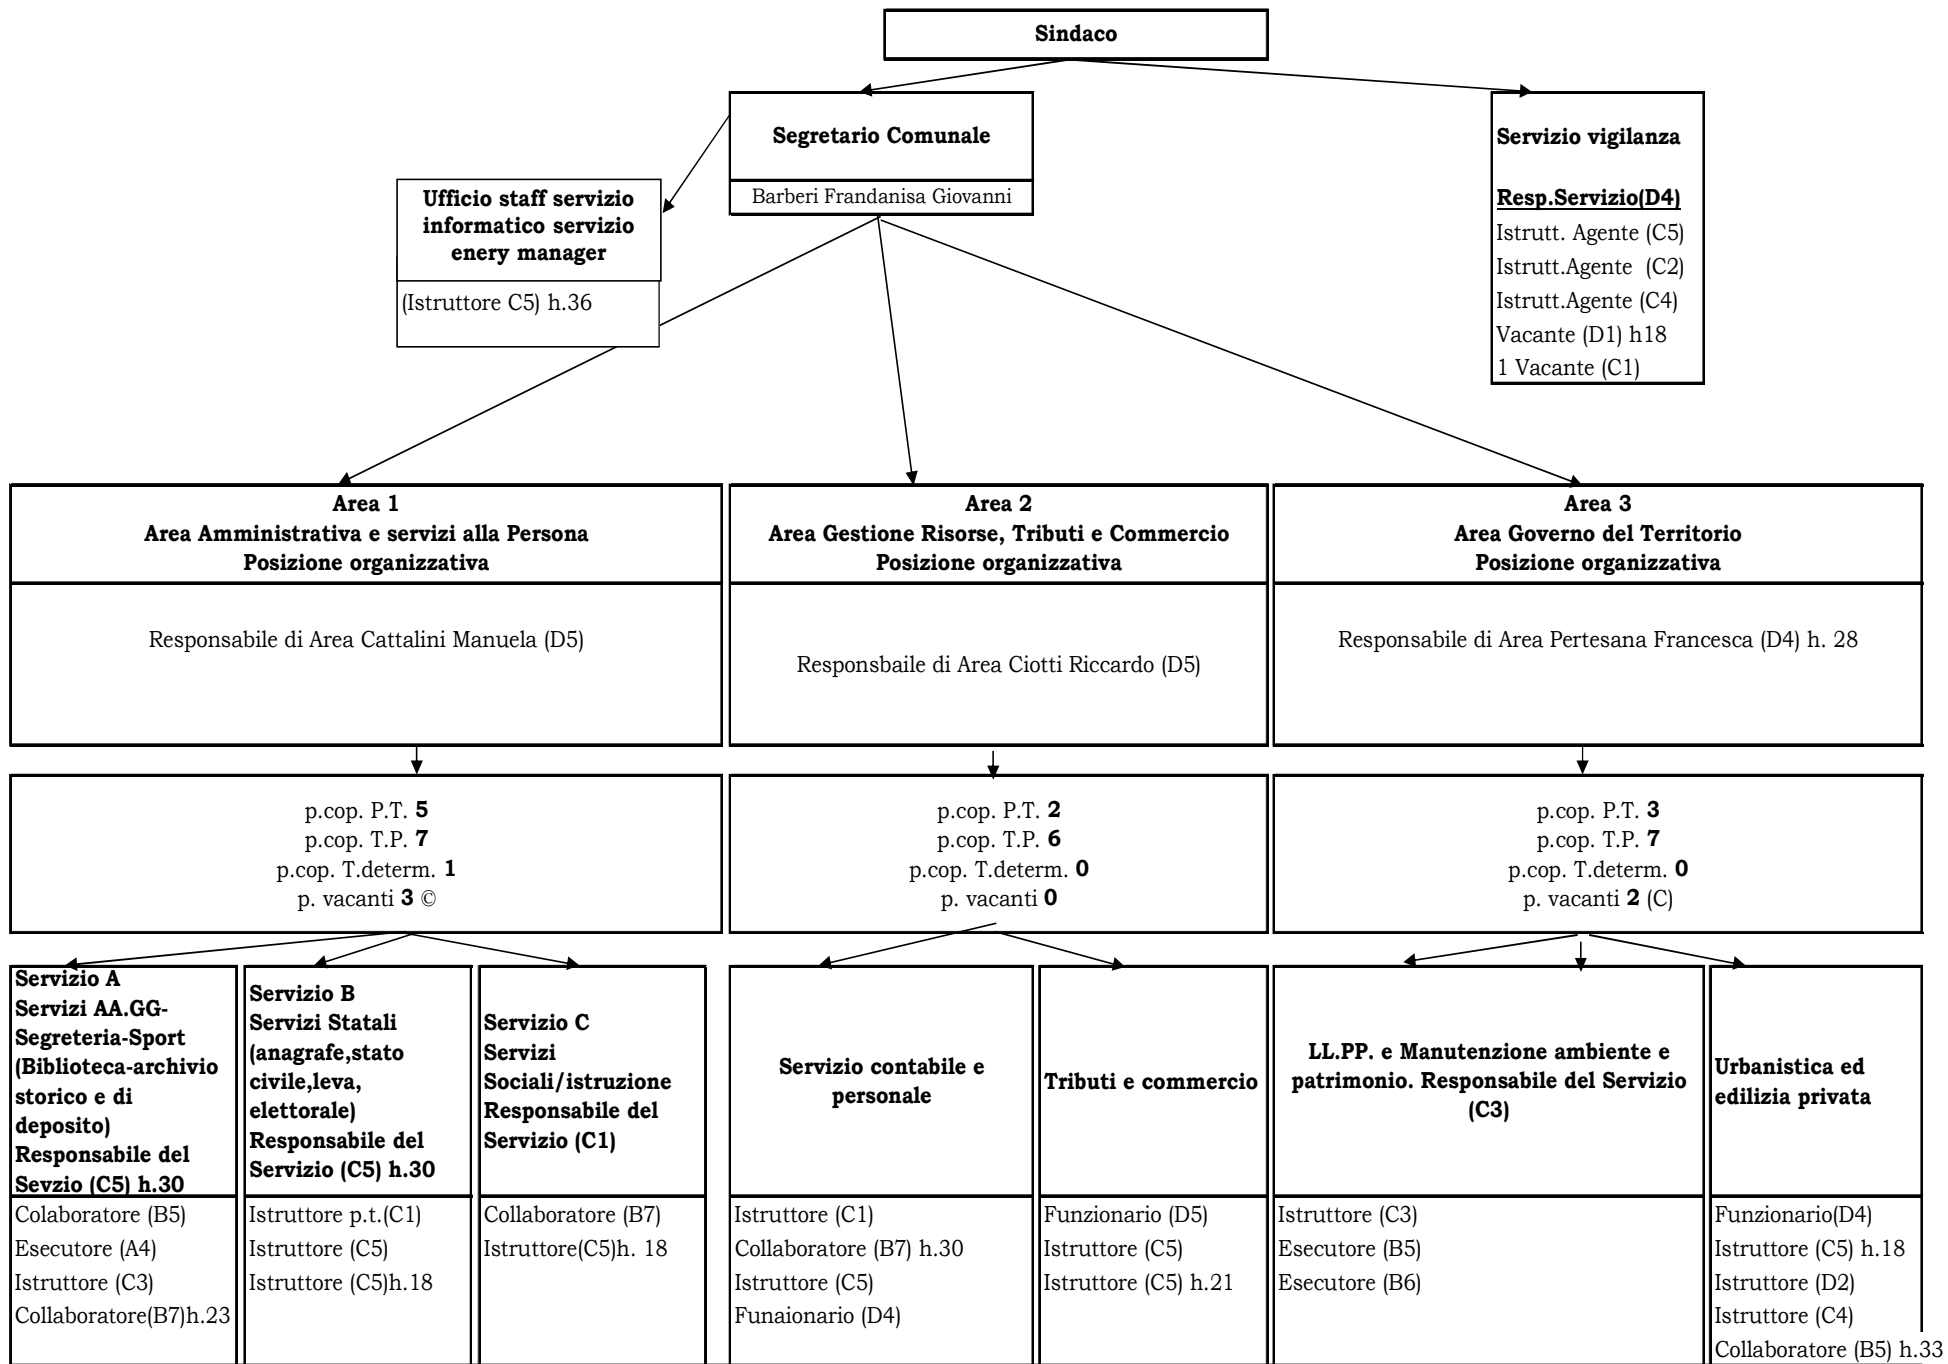 Sindaco
Segretario Comunale
Barberi Frandanisa Giovanni
Ufficio staff servizio
informatico servizio
enery manager
(Istruttore C5) h.36
Servizio vigilanza
Resp.Servizio(D4)
Istrutt. Agente (C5)
Istrutt.Agente  (C2)
Istrutt.Agente (C4)
Vacante (D1) h18
1 Vacante (C1)
Area 1
Area Amministrativa e servizi alla Persona
Posizione organizzativa
Responsabile di Area Cattalini Manuela (D5)
p.cop. P.T. 5
p.cop. T.P. 7
p.cop. T.determ. 1
p. vacanti 3 ©
Area 2
Area Gestione Risorse, Tributi e Commercio
Posizione organizzativa
Responsbaile di Area Ciotti Riccardo (D5)
p.cop. P.T. 2
p.cop. T.P. 6
p.cop. T.determ. 0
p. vacanti 0
Area 3
Area Governo del Territorio
Posizione organizzativa
Responsabile di Area Pertesana Francesca (D4) h. 28
p.cop. P.T. 3
p.cop. T.P. 7
p.cop. T.determ. 0
p. vacanti 2 (C)
Servizio A
Servizi AA.GG-
Segreteria-Sport
(Biblioteca-archivio
storico e di
deposito)
Responsabile del
Sevzio (C5) h.30
Colaboratore (B5)
Esecutore (A4)
Istruttore (C3)
Collaboratore(B7)h.23
Servizio B
Servizi Statali
(anagrafe,stato
civile,leva,
elettorale)
Responsabile del
Servizio (C5) h.30
Istruttore p.t.(C1)
Istruttore (C5)
Istruttore (C5)h.18
Servizio C
Servizi
Sociali/istruzione
Responsabile del
Servizio (C1)
Collaboratore (B7)
Istruttore(C5)h. 18
Servizio contabile e
personale
Istruttore (C1)
Collaboratore (B7) h.30
Istruttore (C5)
Funaionario (D4)
Tributi e commercio
Funzionario (D5)
Istruttore (C5)
Istruttore (C5) h.21
LL.PP. e Manutenzione ambiente e
patrimonio. Responsabile del Servizio
(C3)
Istruttore (C3)
Esecutore (B5)
Esecutore (B6)
Urbanistica ed
edilizia privata
Funzionario(D4)
Istruttore (C5) h.18
Istruttore (D2)
Istruttore (C4)
Collaboratore (B5) h.33